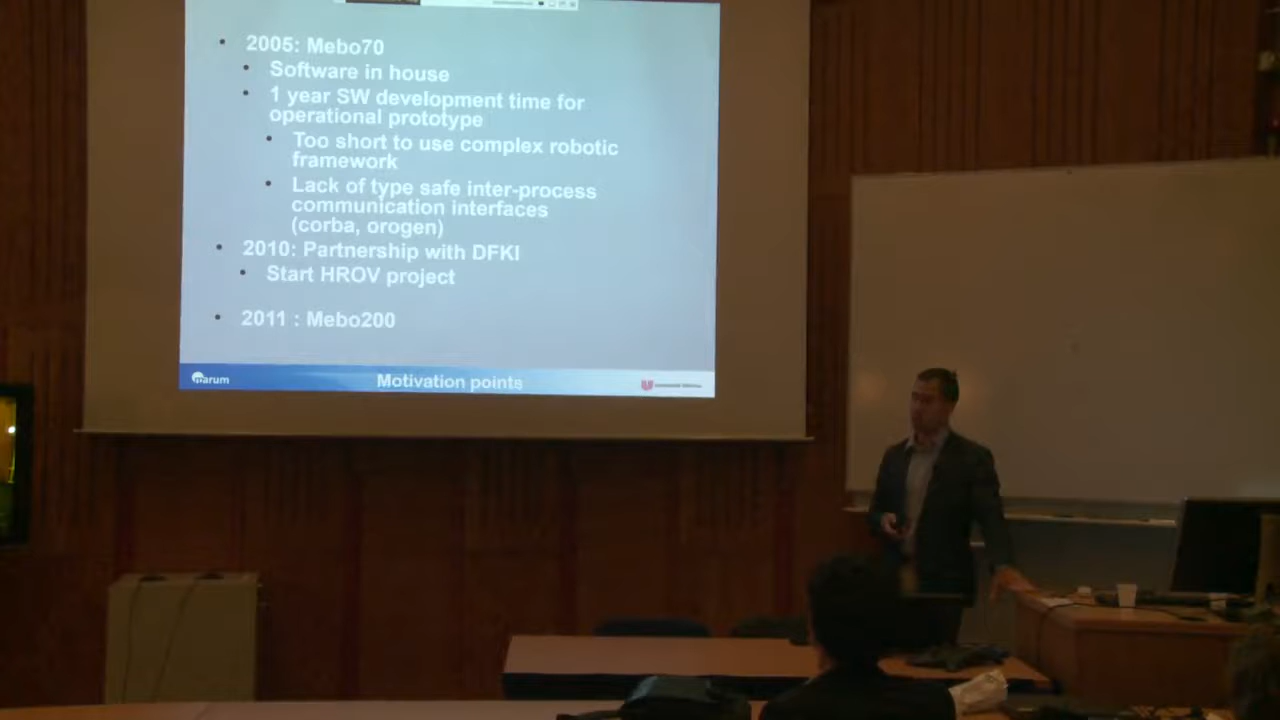 2005: Mebo70
Software in house
1 year SW development time for
operational prototype
Too short to use complex robotic
framework
Lack of type safe inter-process
communication interfaces
(corba, orogen)
2010: Partnership with DFKI
Start HROV project
2011 : Mebo200
marum
Motivation points